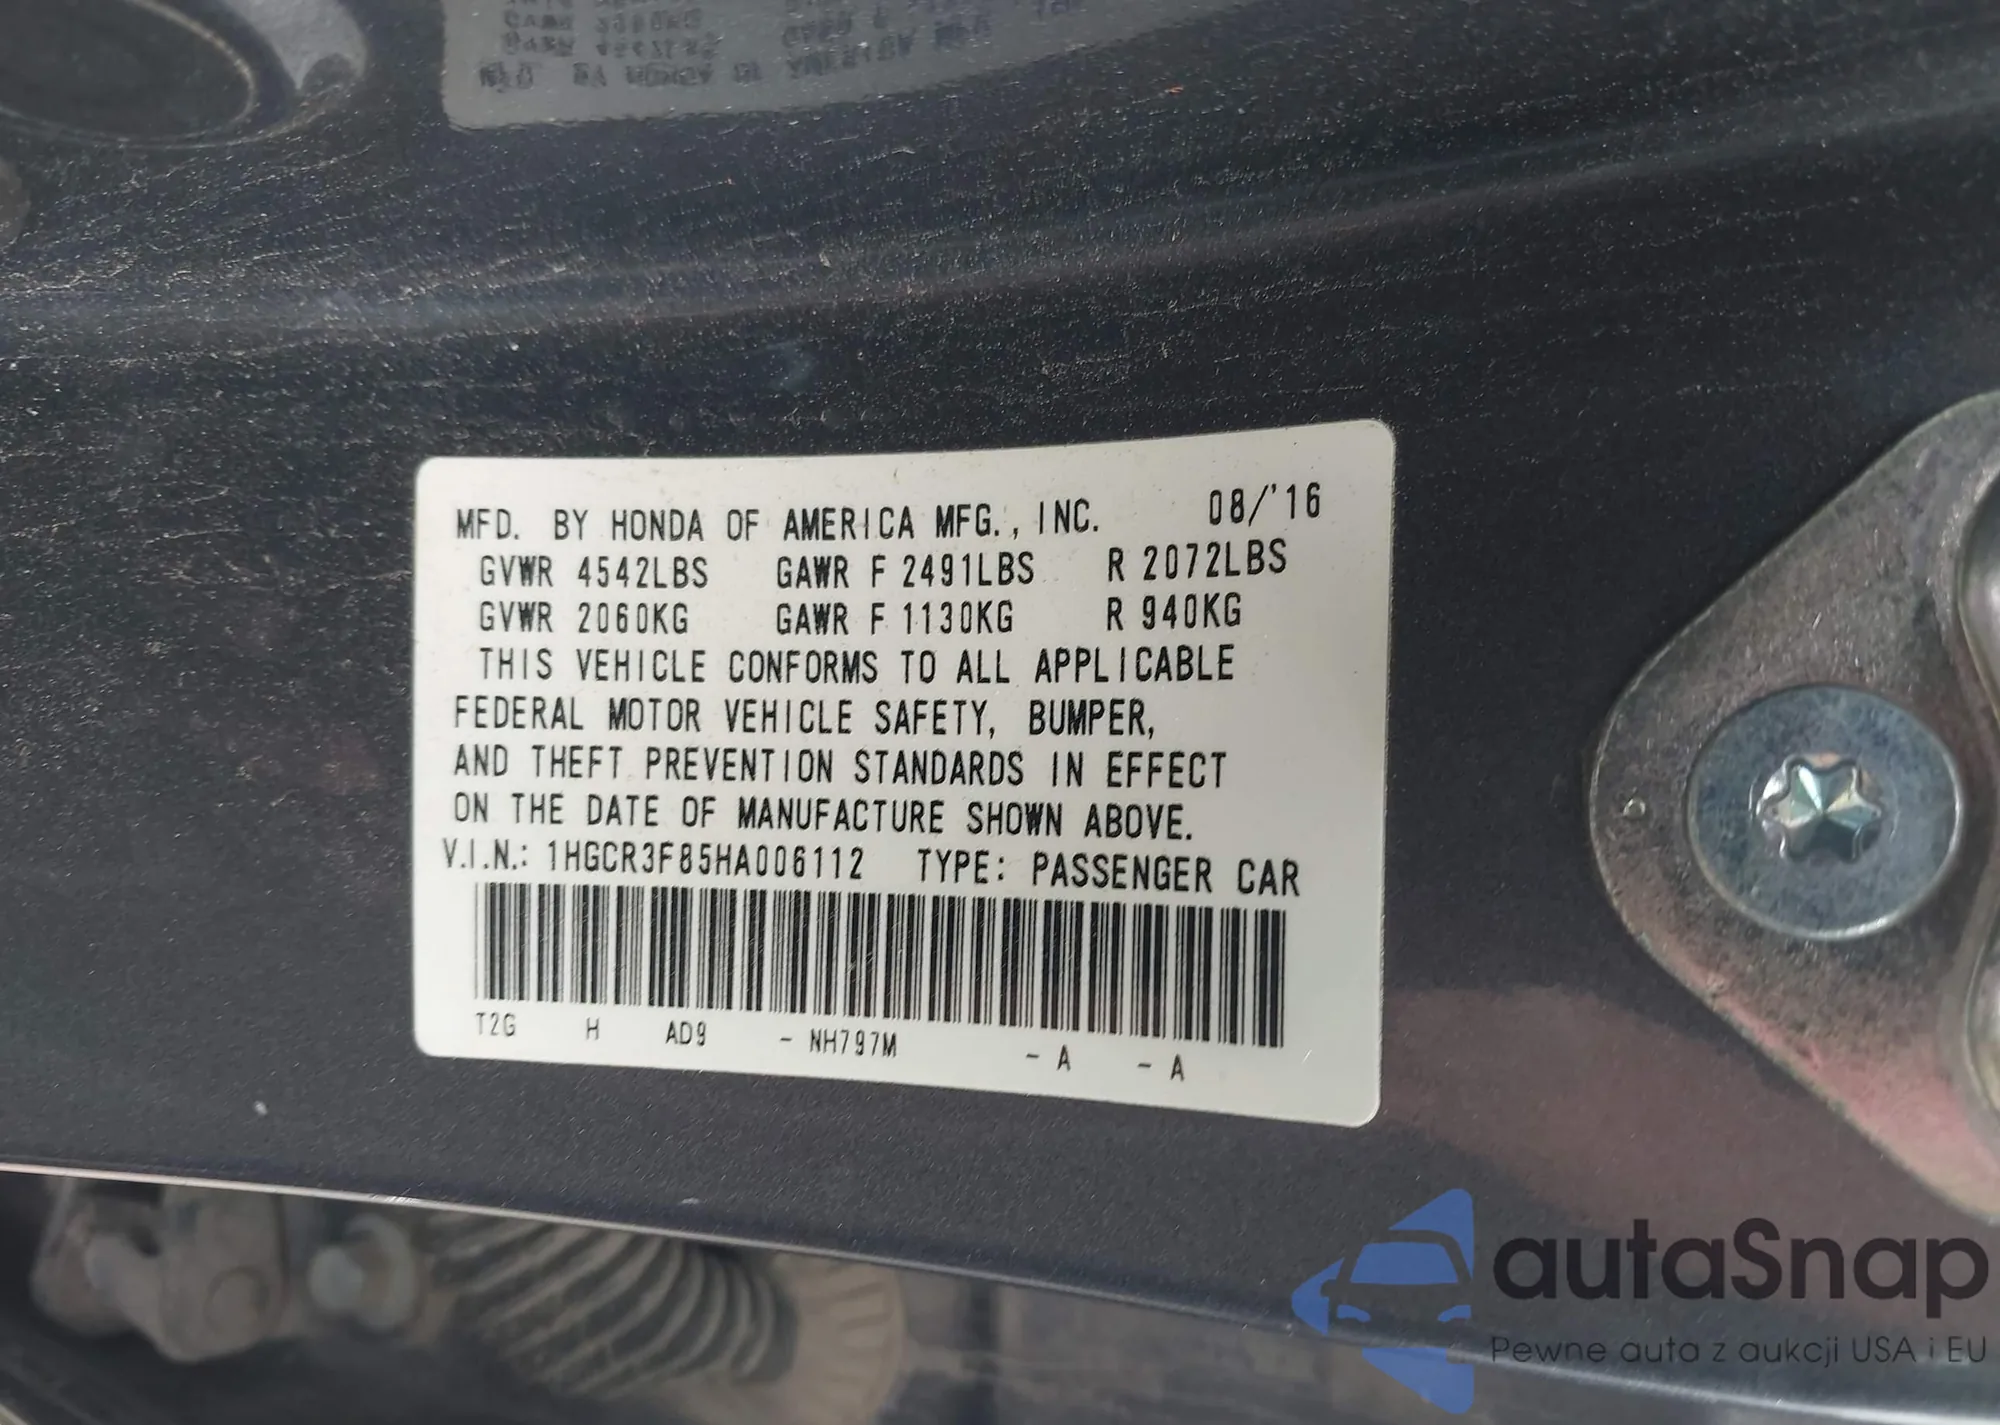 MFD. BY HONDA OF AMERICA MFG., INC. 08/'16
GVWR 4542LBS GAWR F 2491LBS R 2072LBS
GVWR 2060KG GAWR F 1130KG R 940KG
THIS VEHICLE CONFORMS TO ALL APPLICABLE
FEDERAL MOTOR VEHICLE SAFETY, BUMPER,
AND THEFT PREVENTION STANDARDS IN EFFECT
ON THE DATE OF MANUFACTURE SHOWN ABOVE.
V.I.N.: 1HGCR3F85HA006112 TYPE: PASSENGER CAR
T2G H AD9 - NH797M - A - A
autaSnap
Pewne auta z aukcji USA i EU